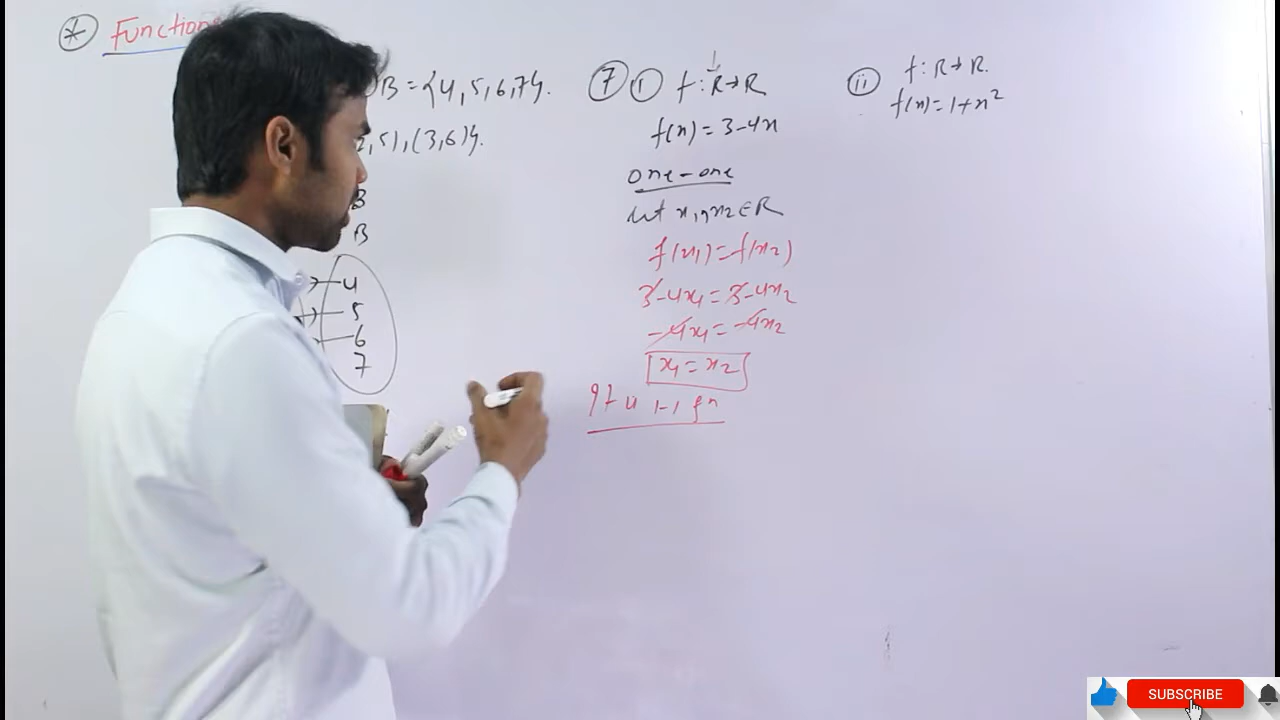 * Functions
B = {4, 5, 6, 7}.
2, 5), (3, 6)}.
B
B
4
5
6
7
7 i f : R → R
f(x) = 3 - 4x
one - one
Let x₁, x₂ ∈ R
f(x₁) = f(x₂)
3 - 4x₁ = 3 - 4x₂
-4x₁ = -4x₂
x₁ = x₂
It is 1-1 fn
ii f : R → R.
f(x) = 1 + x²
SUBSCRIBE